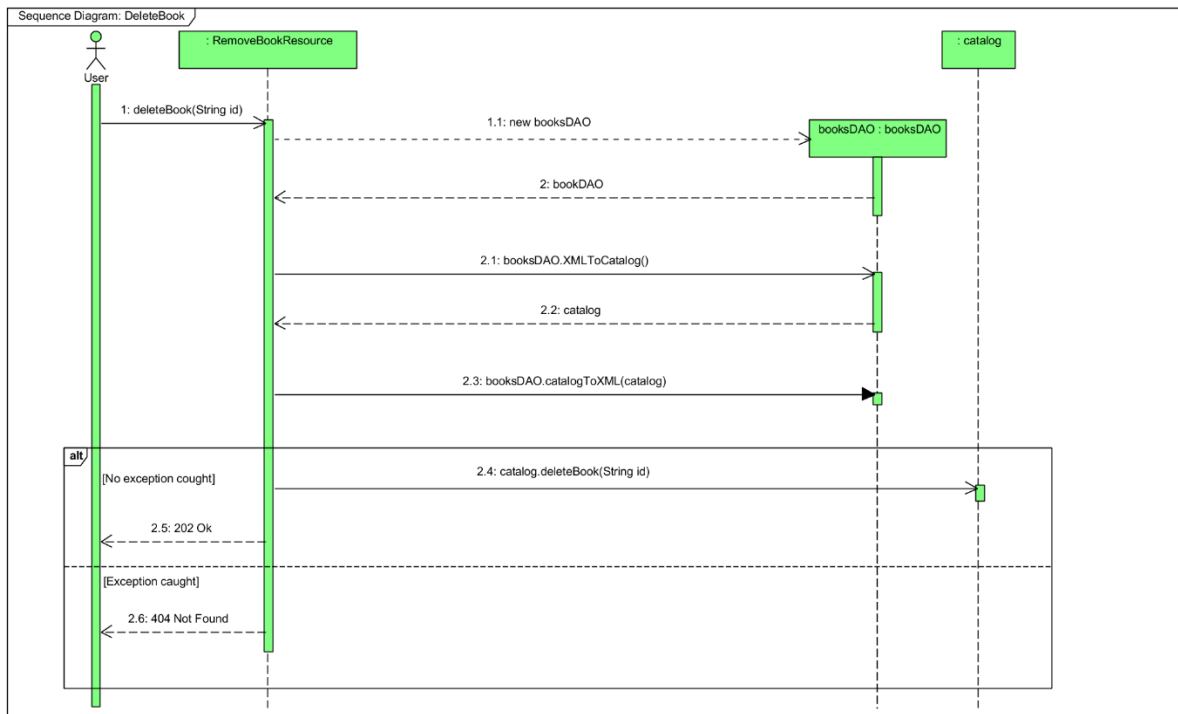 Sequence Diagram: DeleteBook
: RemoveBookResource
: catalog
User
1: deleteBook(String id)
1.1: new booksDAO
booksDAO : booksDAO
2: bookDAO
2.1: booksDAO.XMLToCatalog()
2.2: catalog
2.3: booksDAO.catalogToXML(catalog)
alt
[No exception cought]
2.4: catalog.deleteBook(String id)
2.5: 202 Ok
[Exception caught]
2.6: 404 Not Found